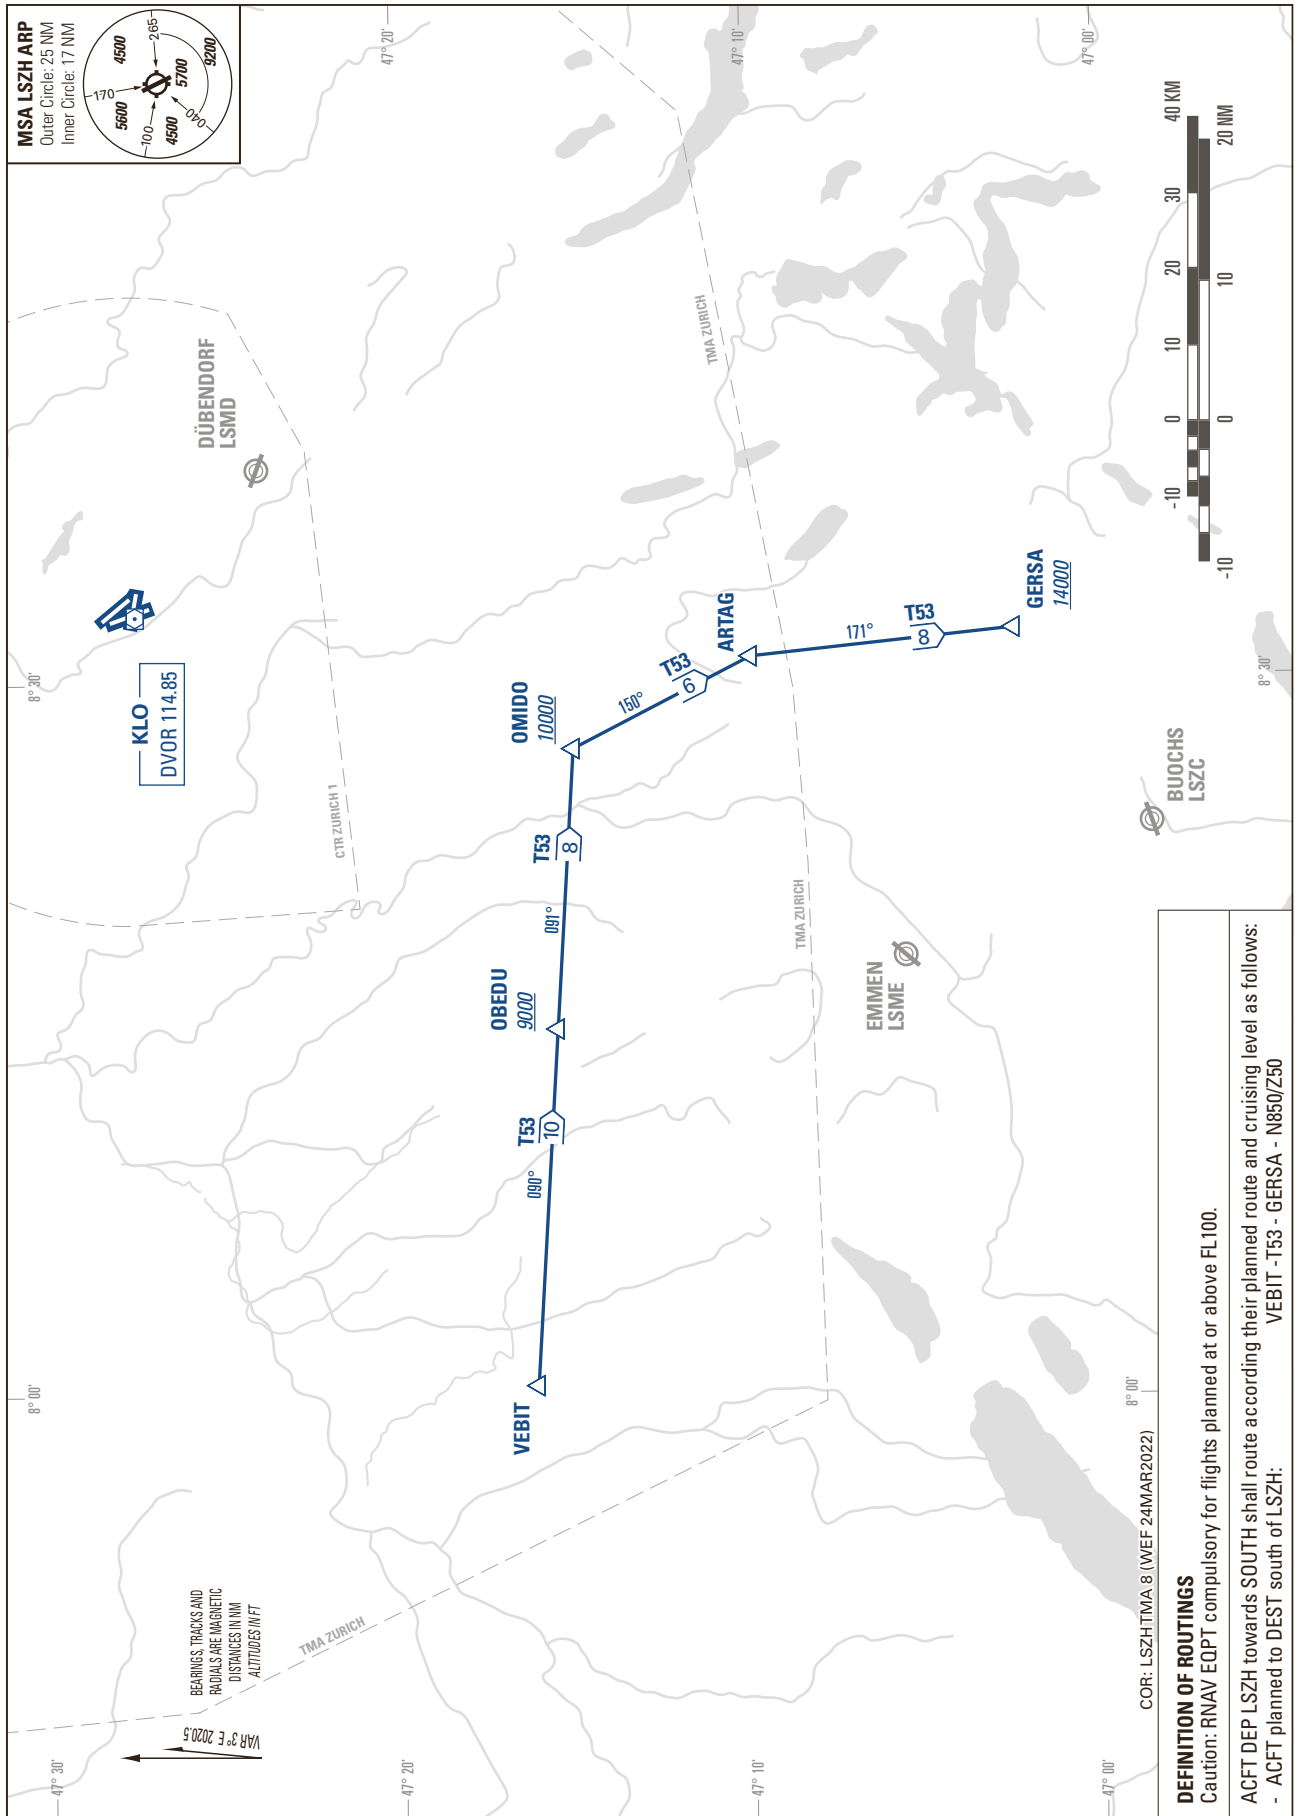 MSA LSZH ARP
Outer Circle: 25 NM
Inner Circle: 17 NM
170
4500
265
5600
100
4500
040
5700
9200
BEARINGS, TRACKS AND
RADIALS ARE MAGNETIC
DISTANCES IN NM
ALTITUDES IN FT
VAR 3° E 2020.5
47° 30'
8° 00'
8° 30'
47° 20'
47° 20'
47° 10'
47° 10'
47° 00'
47° 00'
8° 00'
8° 30'
KLO
DVOR 114.85
DÜBENDORF
LSMD
CTR ZURICH 1
TMA ZURICH
TMA ZURICH
TMA ZURICH
VEBIT
090°
T53
10
OBEDU
9000
091°
T53
8
OMIDO
10000
150°
T53
6
ARTAG
171°
T53
8
GERSA
14000
EMMEN
LSME
BUOCHS
LSZC
-10 0 10 20 30 40 KM
-10 0 10 20 NM
COR: LSZH TMA 8 (WEF 24MAR2022)
DEFINITION OF ROUTINGS
Caution: RNAV EQPT compulsory for flights planned at or above FL100.
ACFT DEP LSZH towards SOUTH shall route according their planned route and cruising level as follows:
- ACFT planned to DEST south of LSZH: VEBIT -T53 - GERSA - N850/Z50